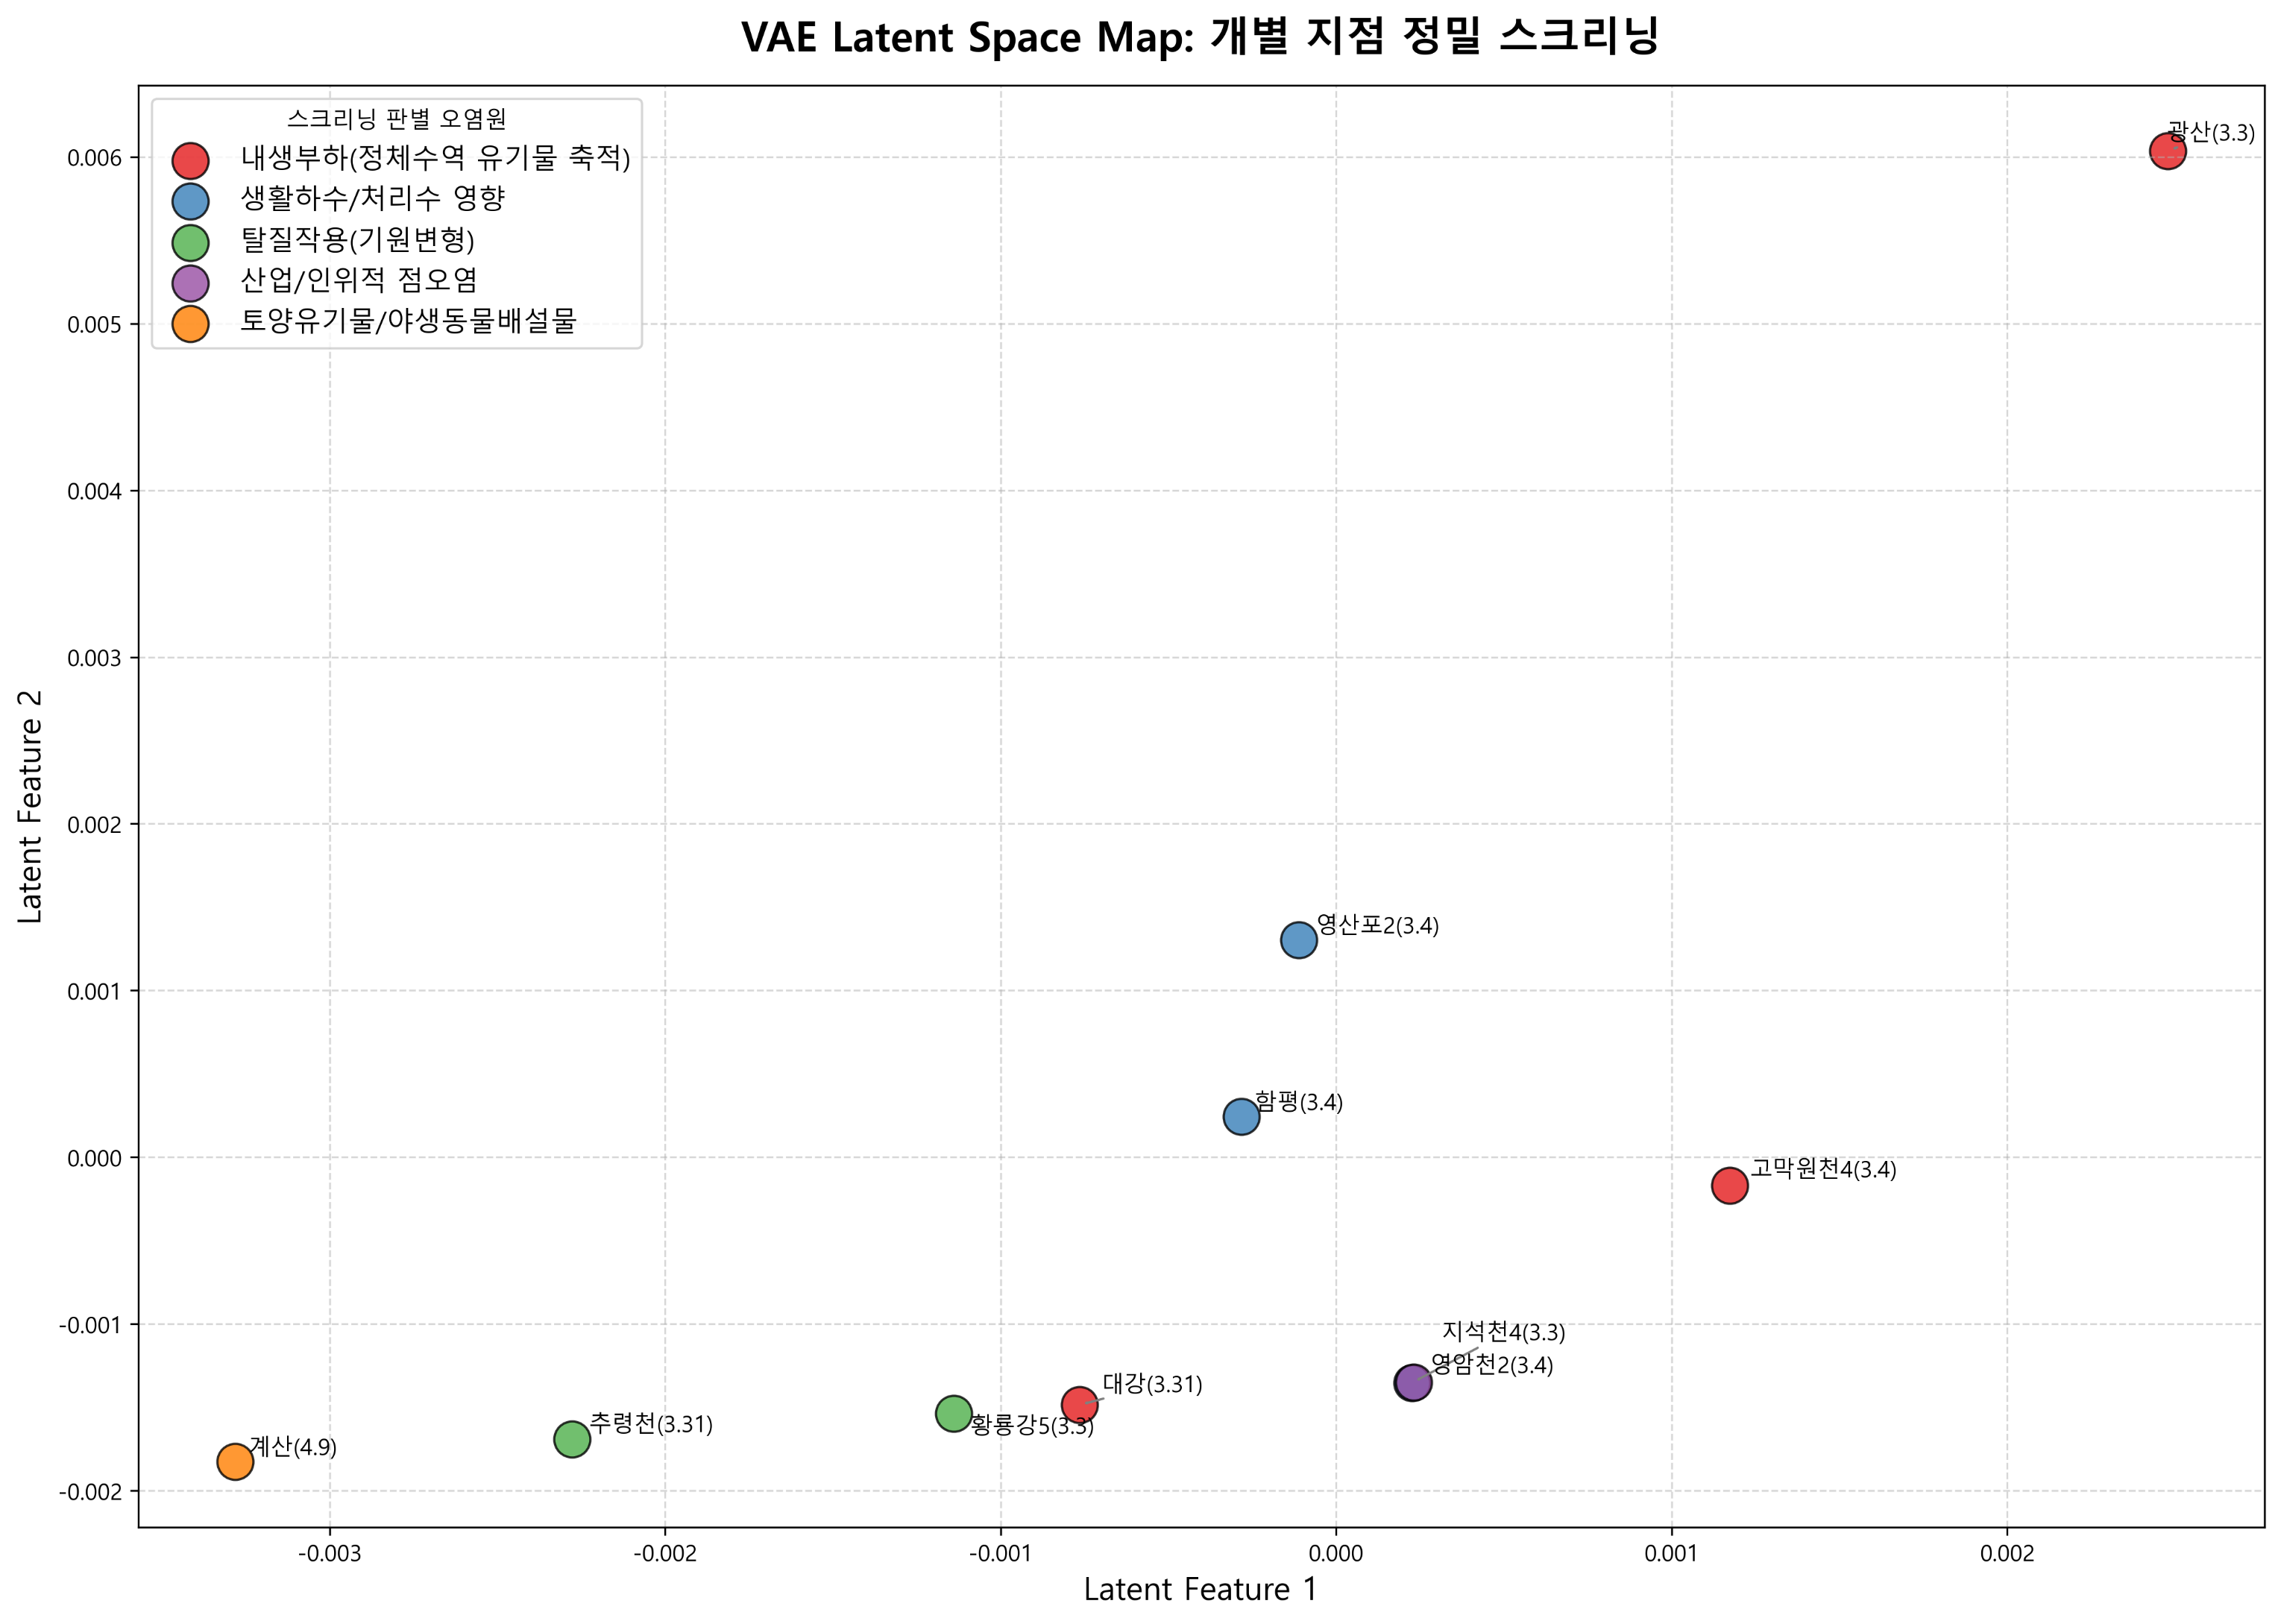 VAE Latent Space Map: 개별 지점 정밀 스크리닝
스크리닝 판별 오염원
내생부하(정체수역 유기물 축적)
생활하수/처리수 영향
탈질작용(기원변형)
산업/인위적 점오염
토양유기물/야생동물배설물
광산(3.3)
영산포2(3.4)
함평(3.4)
고막원천4(3.4)
지석천4(3.3)
영암천2(3.4)
대강(3.31)
황룡강5(3.3)
추령천(3.31)
계산(4.9)
0.006
0.005
0.004
0.003
0.002
0.001
0.000
-0.001
-0.002
Latent Feature 2
-0.003
-0.002
-0.001
0.000
0.001
0.002
Latent Feature 1